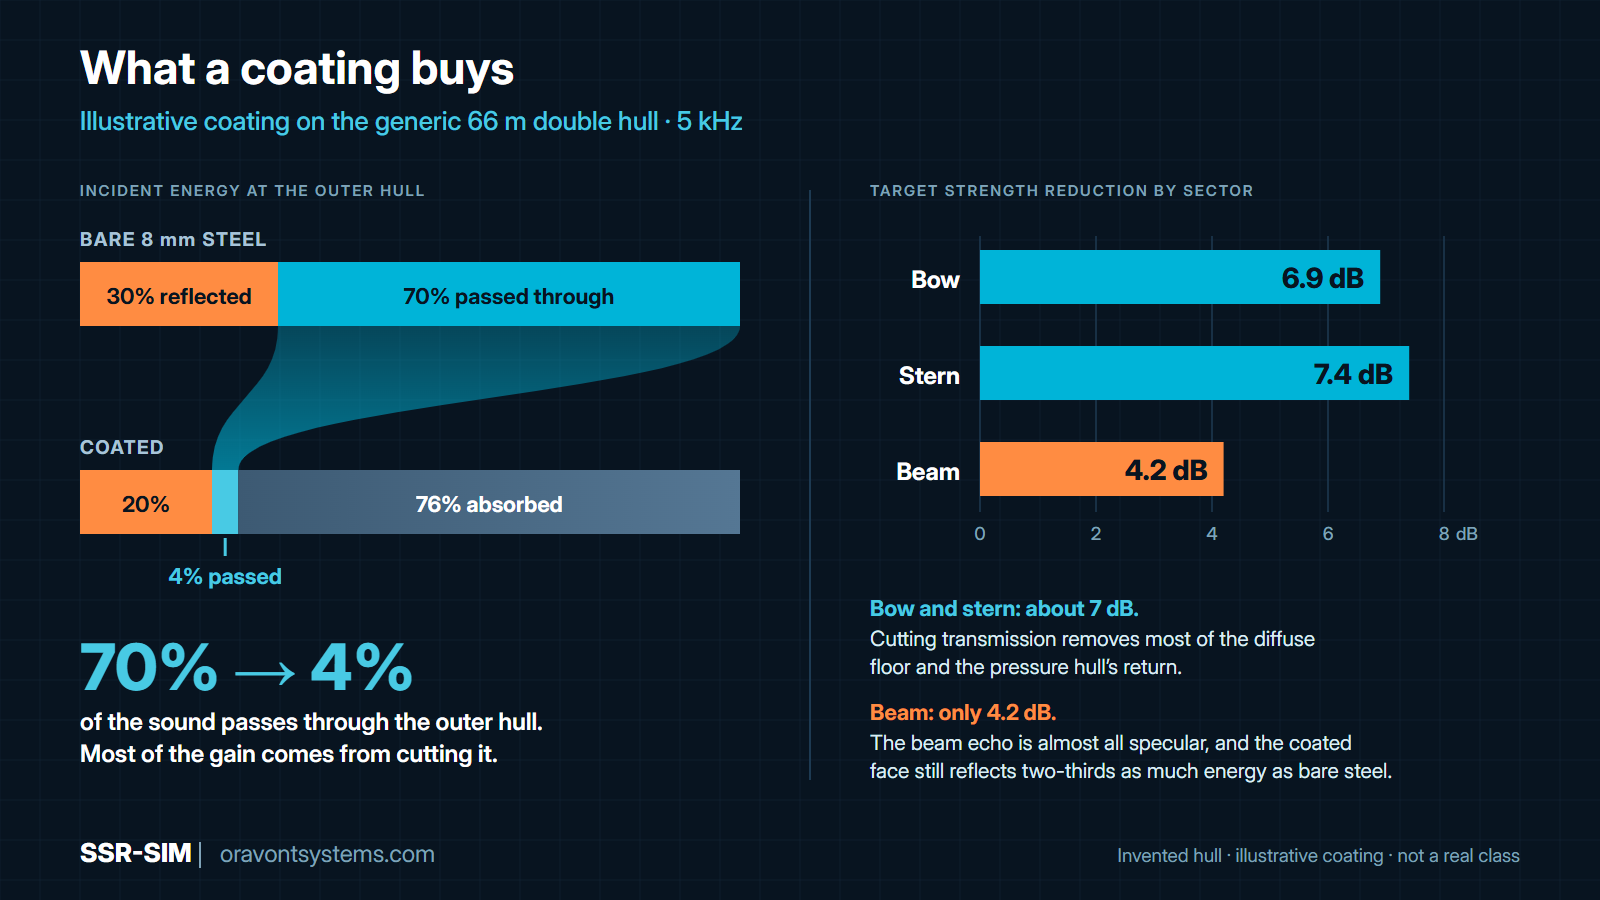 What a coating buys
Illustrative coating on the generic 66 m double hull · 5 kHz
INCIDENT ENERGY AT THE OUTER HULL
BARE 8 mm STEEL
30% reflected
70% passed through
COATED
20%
76% absorbed
4% passed
70% → 4%
of the sound passes through the outer hull.
Most of the gain comes from cutting it.
TARGET STRENGTH REDUCTION BY SECTOR
Bow
6.9 dB
Stern
7.4 dB
Beam
4.2 dB
0 2 4 6 8 dB
Bow and stern: about 7 dB.
Cutting transmission removes most of the diffuse
floor and the pressure hull’s return.
Beam: only 4.2 dB.
The beam echo is almost all specular, and the coated
face still reflects two-thirds as much energy as bare steel.
SSR-SIM | oravontsystems.com
Invented hull · illustrative coating · not a real class